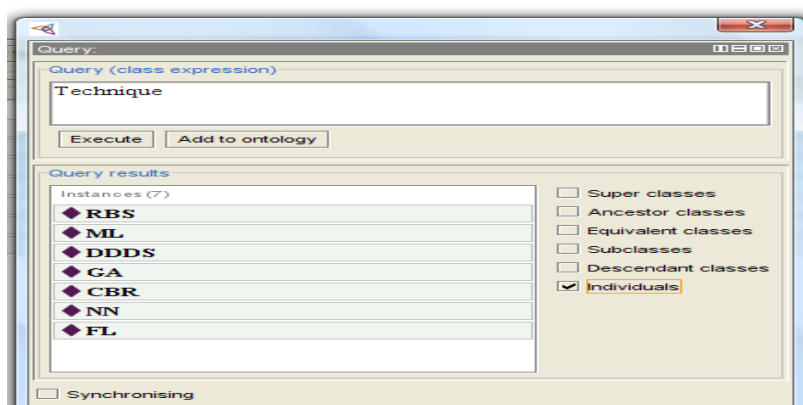 Query:
Query (class expression)
Technique
Execute Add to ontology
Query results
Instances (7)
RBS
ML
DDDS
GA
CBR
NN
FL
Super classes
Ancestor classes
Equivalent classes
Subclasses
Descendant classes
Individuals
Synchronising